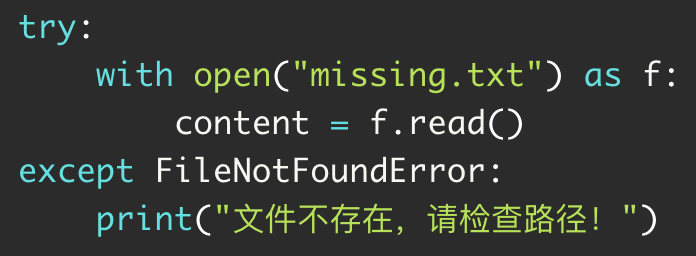 try:
    with open("missing.txt") as f:
        content = f.read()
except FileNotFoundError:
    print("文件不存在，请检查路径！")